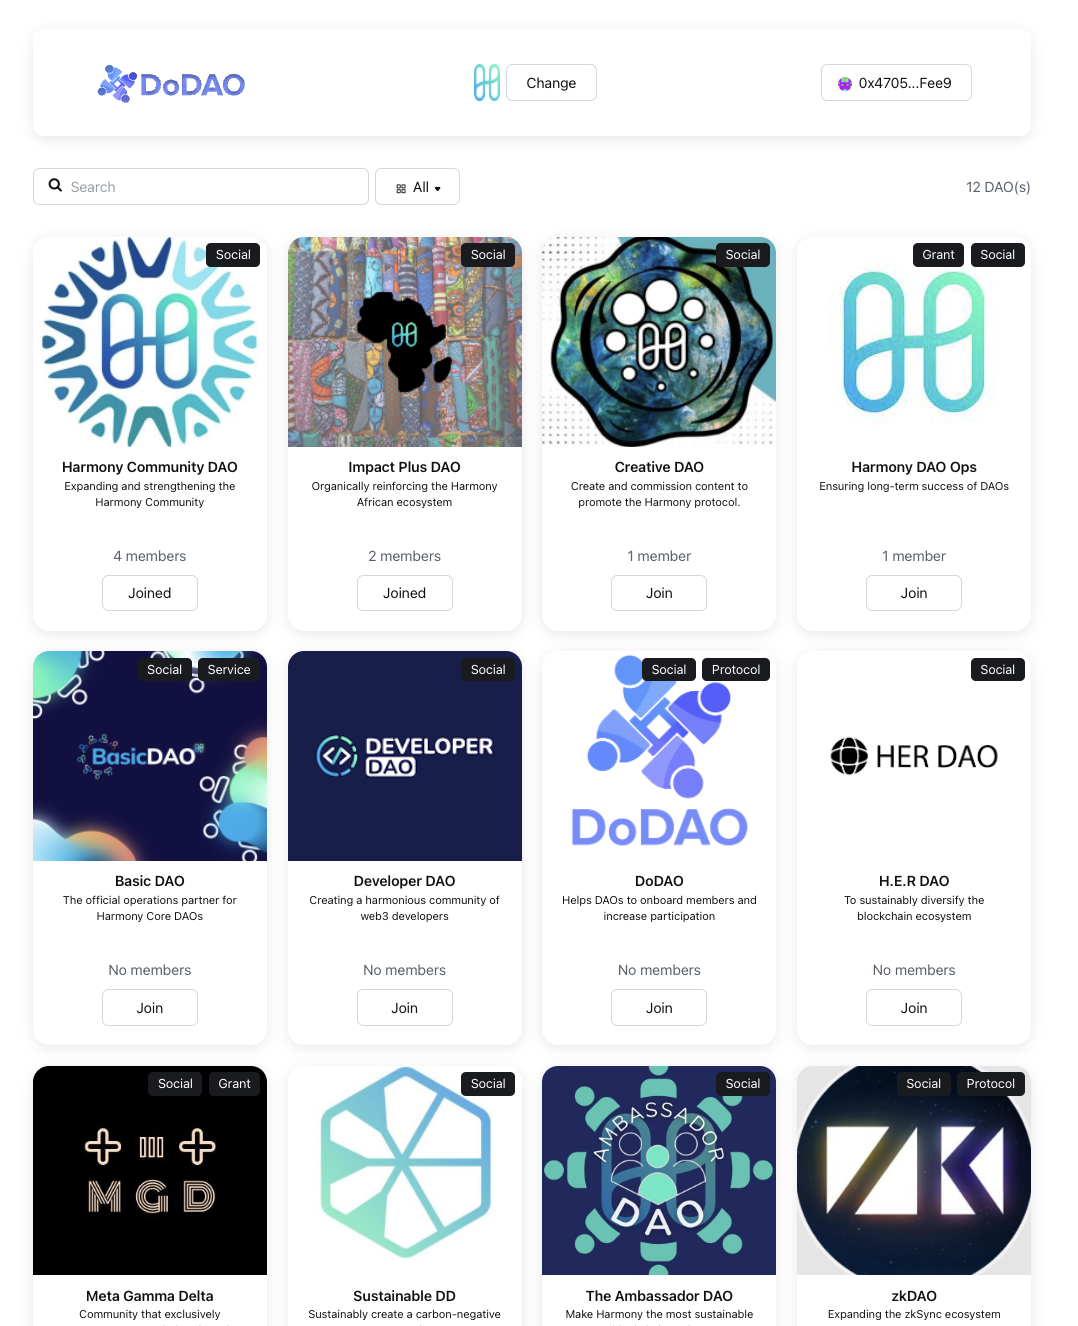 DoDAO
Change
0x4705...Fee9
Search
All
12 DAO(s)
Social
Harmony Community DAO
Expanding and strengthening the
Harmony Community
4 members
Joined
Social
Impact Plus DAO
Organically reinforcing the Harmony
African ecosystem
2 members
Joined
Social
Creative DAO
Create and commission content to
promote the Harmony protocol.
1 member
Join
Grant Social
Harmony DAO Ops
Ensuring long-term success of DAOs
1 member
Join
Social Service
BasicDAO
Basic DAO
The official operations partner for
Harmony Core DAOs
No members
Join
Social
DEVELOPER
DAO
Developer DAO
Creating a harmonious community of
web3 developers
No members
Join
Social Protocol
DoDAO
DoDAO
Helps DAOs to onboard members and
increase participation
No members
Join
Social
HER DAO
H.E.R DAO
To sustainably diversify the
blockchain ecosystem
No members
Join
Social Grant
MGD
Meta Gamma Delta
Community that exclusively
Social
Sustainable DD
Sustainably create a carbon-negative
Social
AMBASSADOR
DAO
The Ambassador DAO
Make Harmony the most sustainable
Social Protocol
ZK
zkDAO
Expanding the zkSync ecosystem